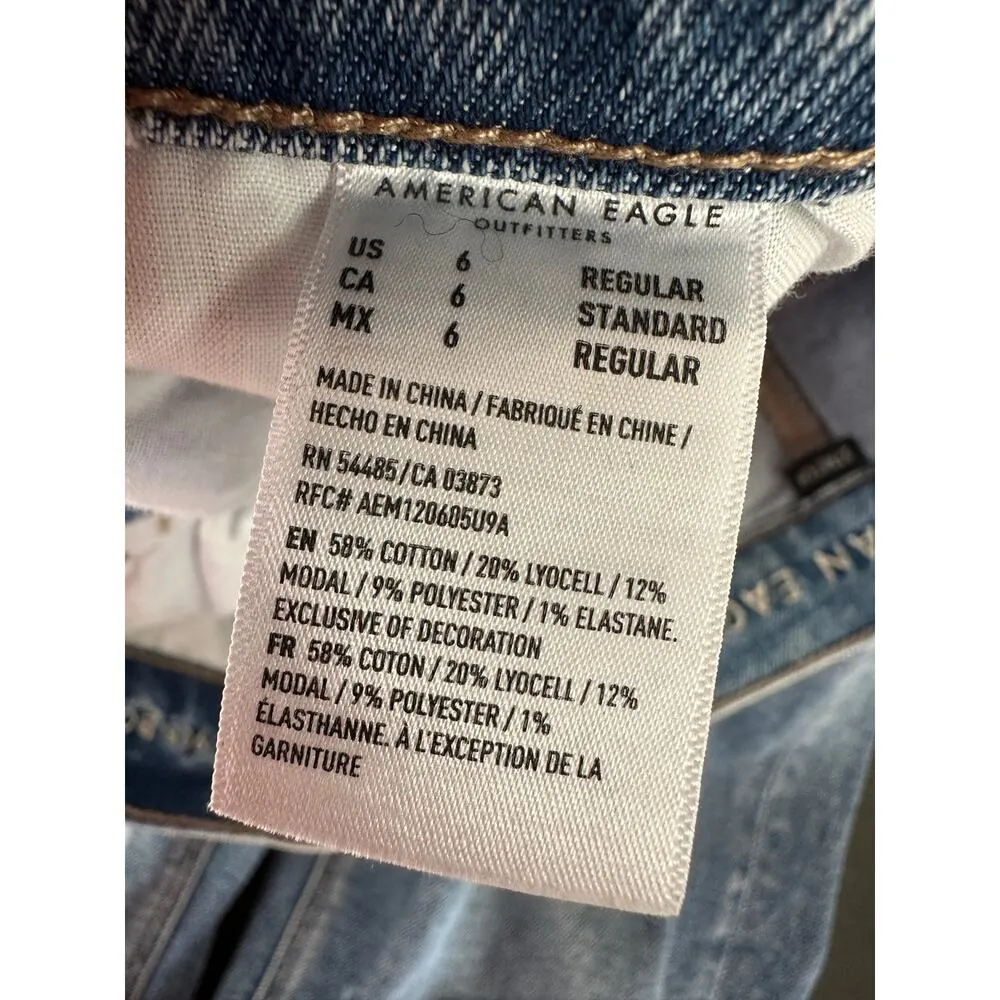 AMERICAN EAGLE
OUTFITTERS
US 6 REGULAR
CA 6 STANDARD
MX 6 REGULAR
MADE IN CHINA / FABRIQUÉ EN CHINE /
HECHO EN CHINA
RN 54485/CA 03873
RFC# AEM120605U9A
EN 58% COTTON / 20% LYOCELL / 12%
MODAL / 9% POLYESTER / 1% ELASTANE.
EXCLUSIVE OF DECORATION
FR 58% COTON / 20% LYOCELL / 12%
MODAL / 9% POLYESTER / 1%
ÉLASTHANNE. À L'EXCEPTION DE LA
GARNITURE